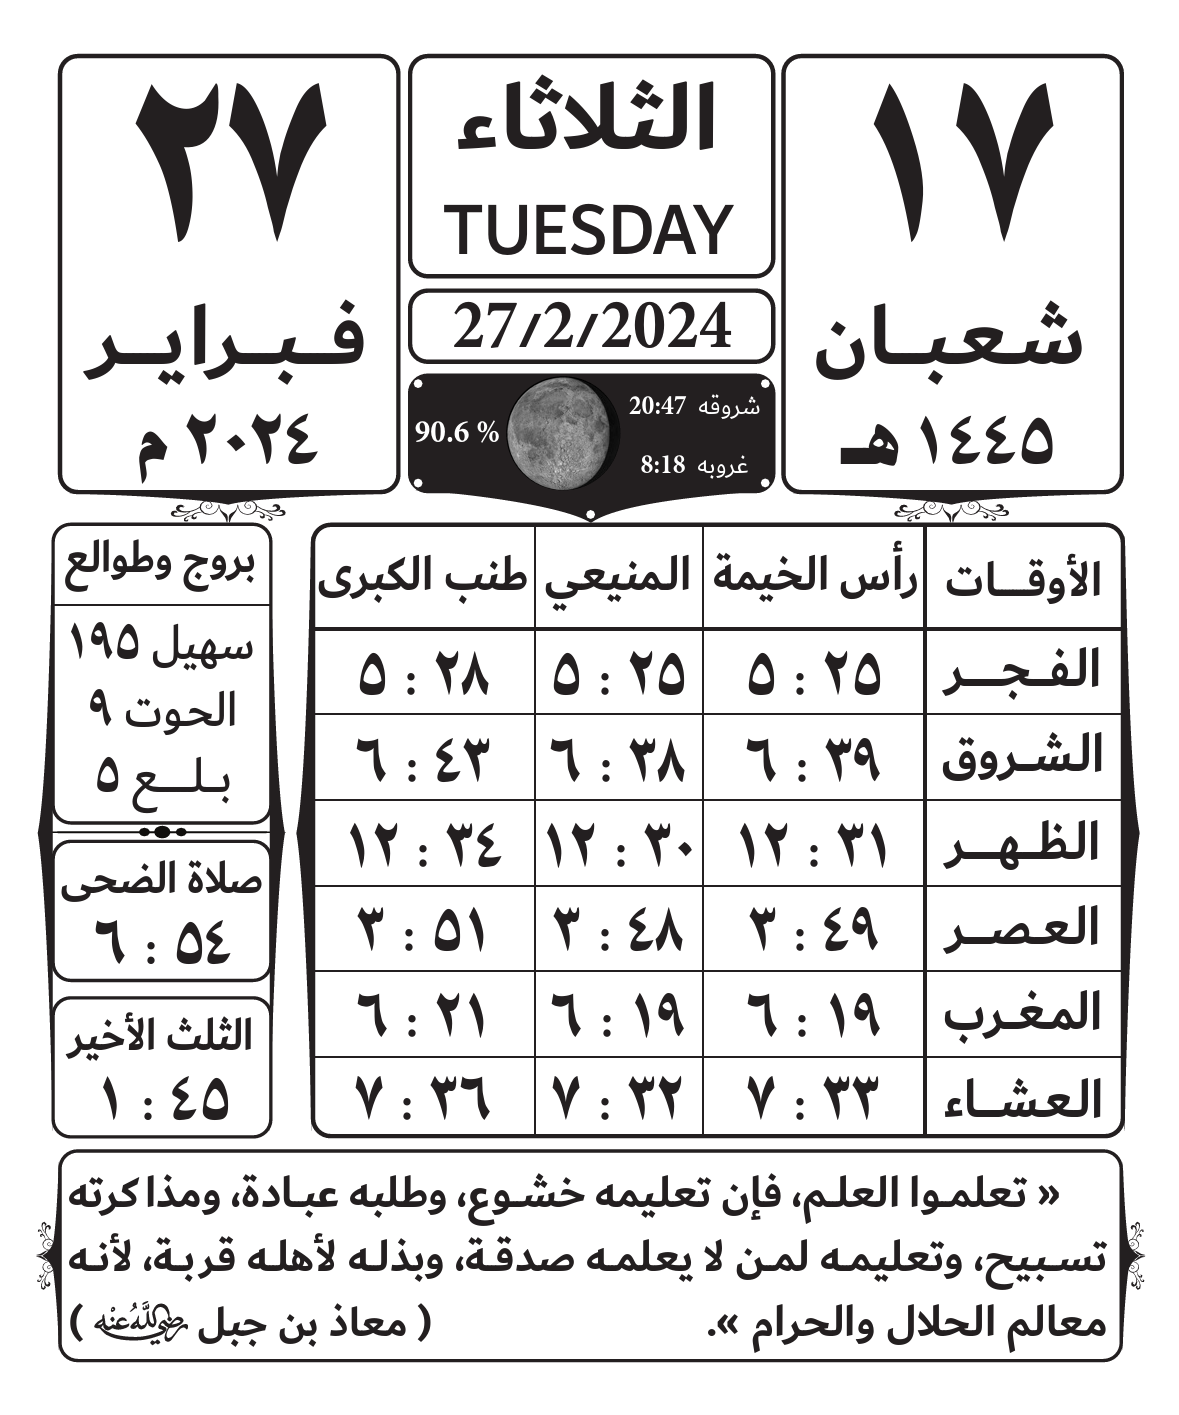 ١٧
شعبان
١٤٤٥ هـ
الثلاثاء
TUESDAY
27/2/2024
شروقه 20:47
غروبه 8:18
90.6 %
٢٧
فبراير
٢٠٢٤ م
الأوقات رأس الخيمة المنيعي طنب الكبرى
الفجر ٢٥ : ٥ ٢٥ : ٥ ٢٨ : ٥
الشروق ٣٩ : ٦ ٣٨ : ٦ ٤٣ : ٦
الظهر ٣١ : ١٢ ٣٠ : ١٢ ٣٤ : ١٢
العصر ٤٩ : ٣ ٤٨ : ٣ ٥١ : ٣
المغرب ١٩ : ٦ ١٩ : ٦ ٢١ : ٦
العشاء ٣٣ : ٧ ٣٢ : ٧ ٣٦ : ٧
بروج وطوالع
سهيل ١٩٥
الحوت ٩
بلع ٥
صلاة الضحى
٥٤ : ٦
الثلث الأخير
٤٥ : ١
« تعلموا العلم، فإن تعليمه خشوع، وطلبه عبادة، ومذاكرته
تسبيح، وتعليمه لمن لا يعلمه صدقة، وبذله لأهله قربة، لأنه
معالم الحلال والحرام ». ( معاذ بن جبل رضي الله عنه )